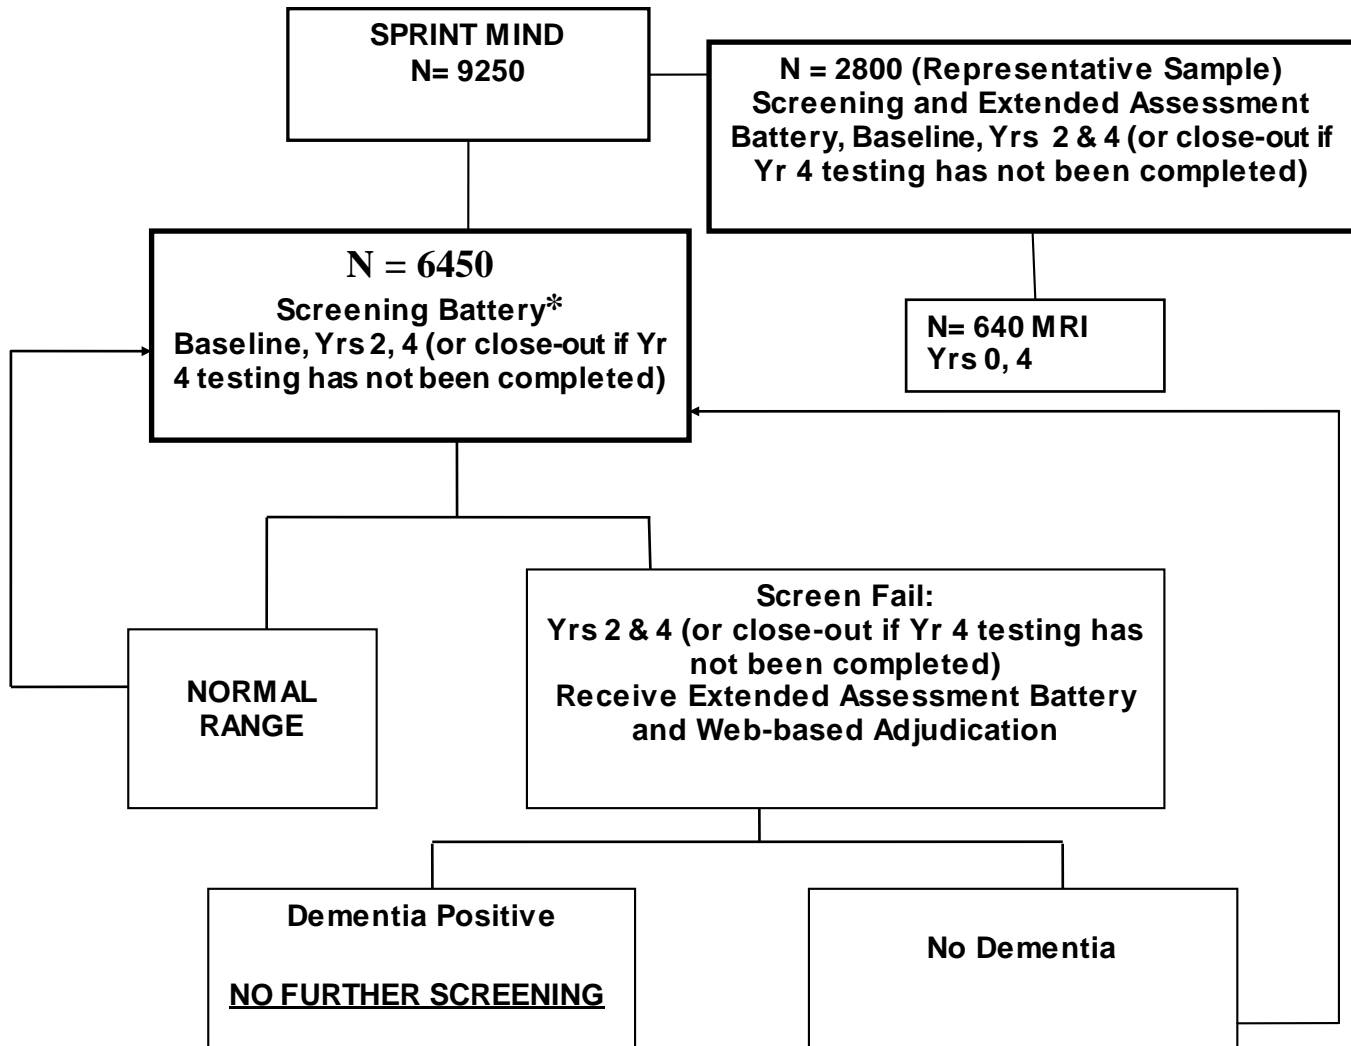 SPRINT MIND
N= 9250
N = 2800 (Representative Sample)
Screening and Extended Assessment
Battery, Baseline, Yrs 2 & 4 (or close-out if
Yr 4 testing has not been completed)
N = 6450
Screening Battery*
Baseline, Yrs 2, 4 (or close-out if Yr
4 testing has not been completed)
N= 640 MRI
Yrs 0, 4
NORMAL
RANGE
Screen Fail:
Yrs 2 & 4 (or close-out if Yr 4 testing has
not been completed)
Receive Extended Assessment Battery
and Web-based Adjudication
Dementia Positive
NO FURTHER SCREENING
No Dementia